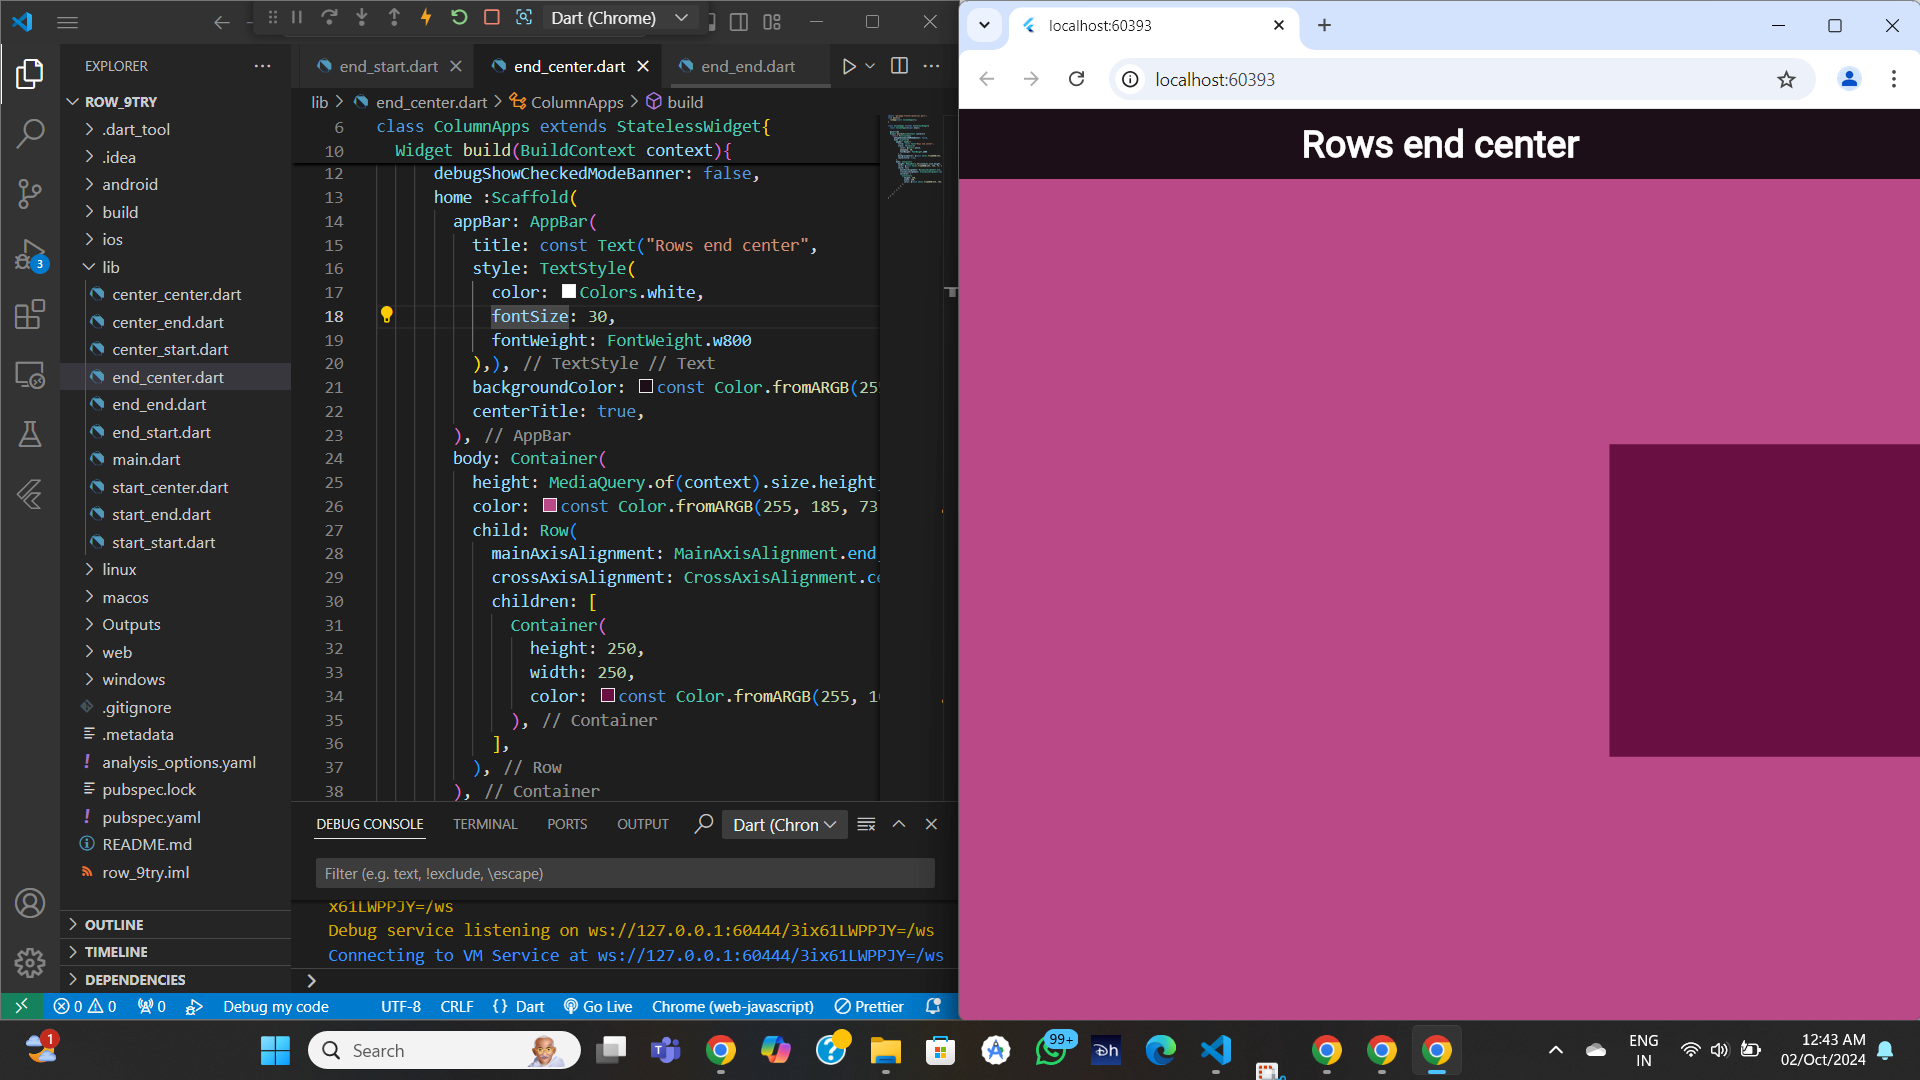 Dart (Chrome)
EXPLORER
ROW_9TRY
.dart_tool
.idea
android
build
ios
lib
center_center.dart
center_end.dart
center_start.dart
end_center.dart
end_end.dart
end_start.dart
main.dart
start_center.dart
start_end.dart
start_start.dart
linux
macos
Outputs
web
windows
.gitignore
.metadata
analysis_options.yaml
pubspec.lock
pubspec.yaml
README.md
row_9try.iml
OUTLINE
TIMELINE
DEPENDENCIES
3
end_start.dart
end_center.dart
end_end.dart
lib > end_center.dart > ColumnApps > build
6 class ColumnApps extends StatelessWidget{
10 Widget build(BuildContext context){
12 debugShowCheckedModeBanner: false,
13 home :Scaffold(
14 appBar: AppBar(
15 title: const Text("Rows end center",
16 style: TextStyle(
17 color: Colors.white,
18 fontSize: 30,
19 fontWeight: FontWeight.w800
20 ),), // TextStyle // Text
21 backgroundColor: const Color.fromARGB(25
22 centerTitle: true,
23 ), // AppBar
24 body: Container(
25 height: MediaQuery.of(context).size.height
26 color: const Color.fromARGB(255, 185, 73
27 child: Row(
28 mainAxisAlignment: MainAxisAlignment.end
29 crossAxisAlignment: CrossAxisAlignment.ce
30 children: [
31 Container(
32 height: 250,
33 width: 250,
34 color: const Color.fromARGB(255, 10
35 ), // Container
36 ],
37 ), // Row
38 ), // Container
DEBUG CONSOLE
TERMINAL
PORTS
OUTPUT
Dart (Chron
Filter (e.g. text, !exclude, \escape)
x61LWPPJY=/ws
Debug service listening on ws://127.0.0.1:60444/3ix61LWPPJY=/ws
Connecting to VM Service at ws://127.0.0.1:60444/3ix61LWPPJY=/ws
>
0 0 0 Debug my code UTF-8 CRLF {} Dart Go Live Chrome (web-javascript) Prettier
localhost:60393
localhost:60393
Rows end center
1
Search
99+
Dh
ENG
IN
12:43 AM
02/Oct/2024